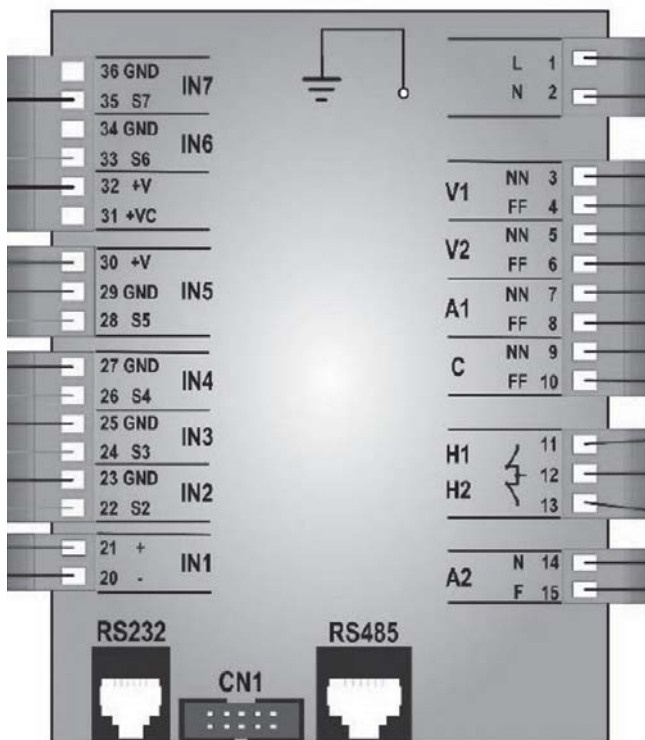 36 GND
35 S7
IN7
34 GND
33 S6
IN6
32 +V
31 +VC
30 +V
29 GND
28 S5
IN5
27 GND
26 S4
IN4
25 GND
24 S3
IN3
23 GND
22 S2
IN2
21 +
20 -
IN1
L 1
N 2
V1
NN 3
FF 4
V2
NN 5
FF 6
A1
NN 7
FF 8
C
NN 9
FF 10
H1
H2
11
12
13
A2
N 14
F 15
RS232
CN1
RS485